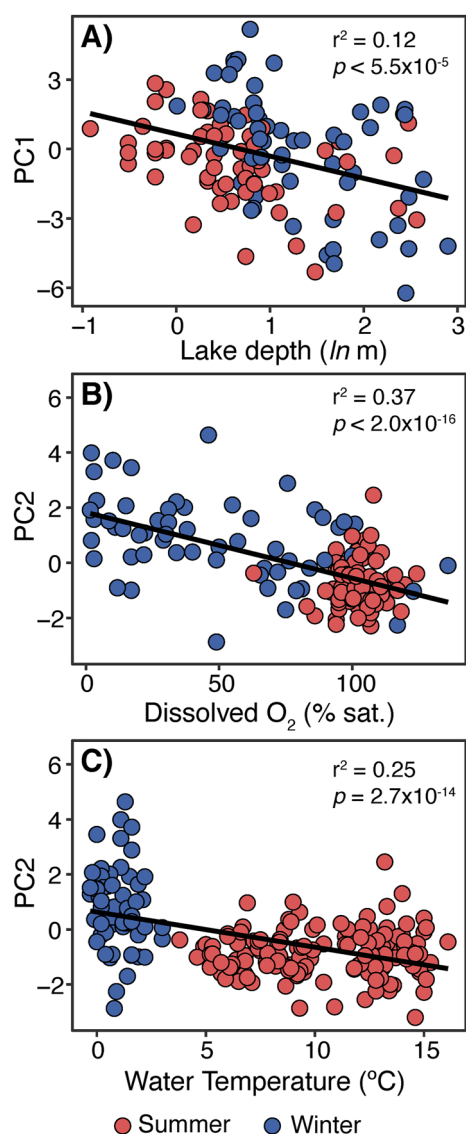 A)
r² = 0.12
p < 5.5x10⁻⁵
3
0
−3
−6
PC1
−1 0 1 2 3
Lake depth (ln m)
B)
r² = 0.37
p < 2.0x10⁻¹⁶
6
4
2
0
−2
PC2
0 50 100
Dissolved O₂ (% sat.)
C)
r² = 0.25
p = 2.7x10⁻¹⁴
6
4
2
0
−2
PC2
0 5 10 15
Water Temperature (ºC)
Summer Winter